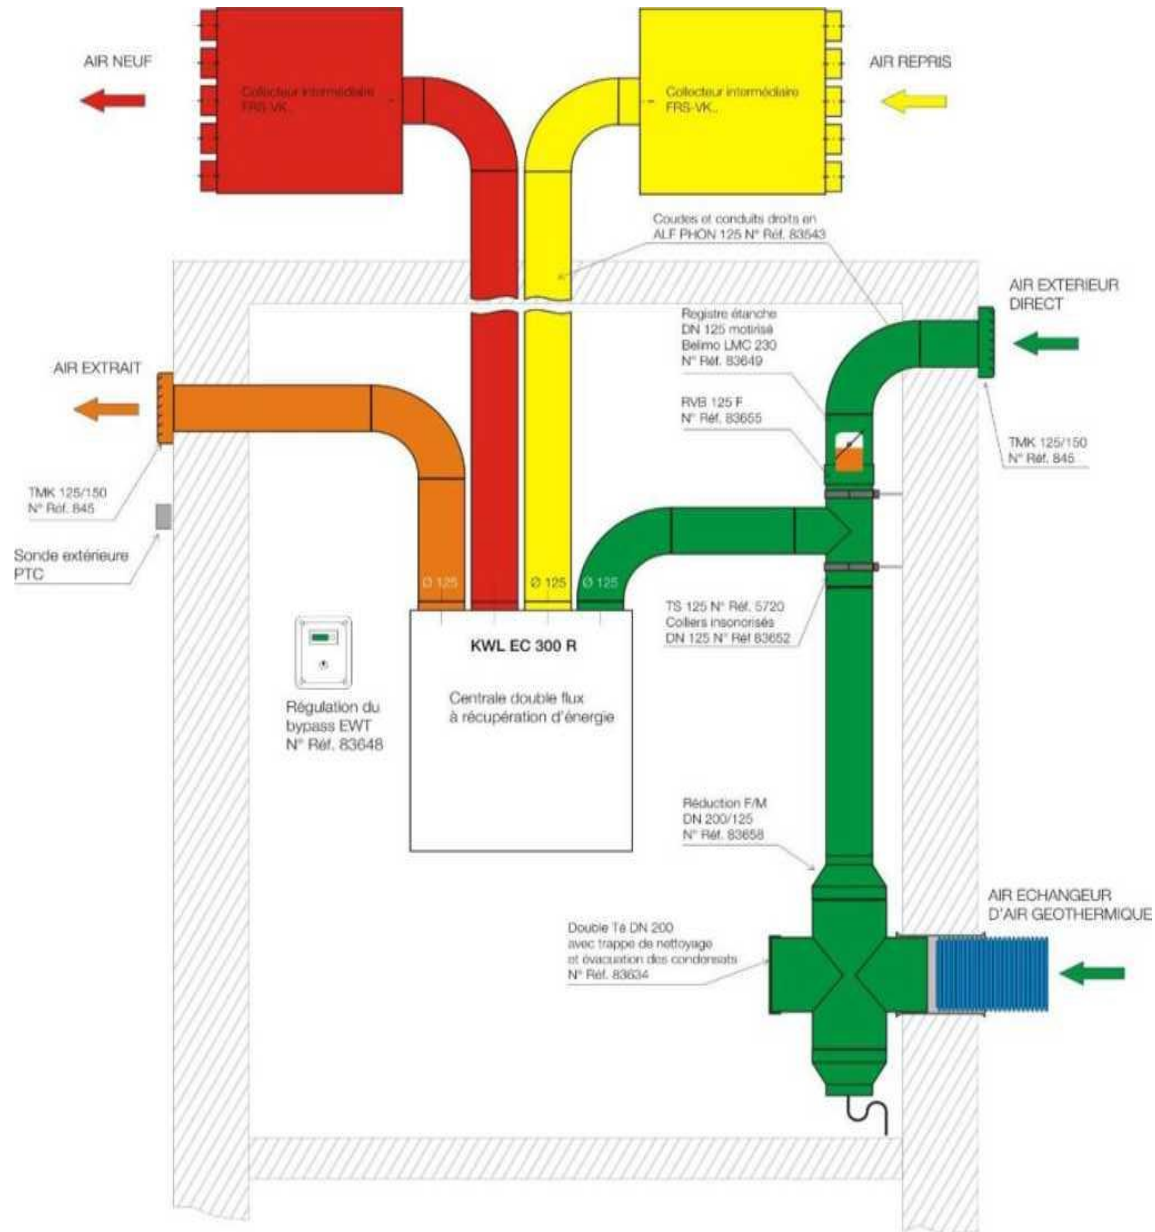 AIR NEUF
Collecteur intermédiaire
FRS-VK..
Collecteur intermédiaire
FRS-VK..
AIR REPRIS
Coudes et conduits droits en
ALF PHON 125 N° Réf. 83543
AIR EXTERIEUR
DIRECT
Registre étanche
DN 125 motirisé
Belimo LMC 230
N° Réf. 83649
AIR EXTRAIT
RVB 125 F
N° Réf. 83655
TMK 125/150
N° Réf. 845
TMK 125/150
N° Réf. 845
Sonde extérieure
PTC
Ø 125
Ø 125
Ø 125
TS 125 N° Réf. 5720
Colliers insonorisés
DN 125 N° Réf 83652
KWL EC 300 R
Centrale double flux
à récupération d'énergie
Régulation du
bypass EWT
N° Réf. 83648
Réduction F/M
DN 200/125
N° Réf. 83658
AIR ECHANGEUR
D'AIR GEOTHERMIQUE
Double Té DN 200
avec trappe de nettoyage
et évacuation des condensats
N° Réf. 83634